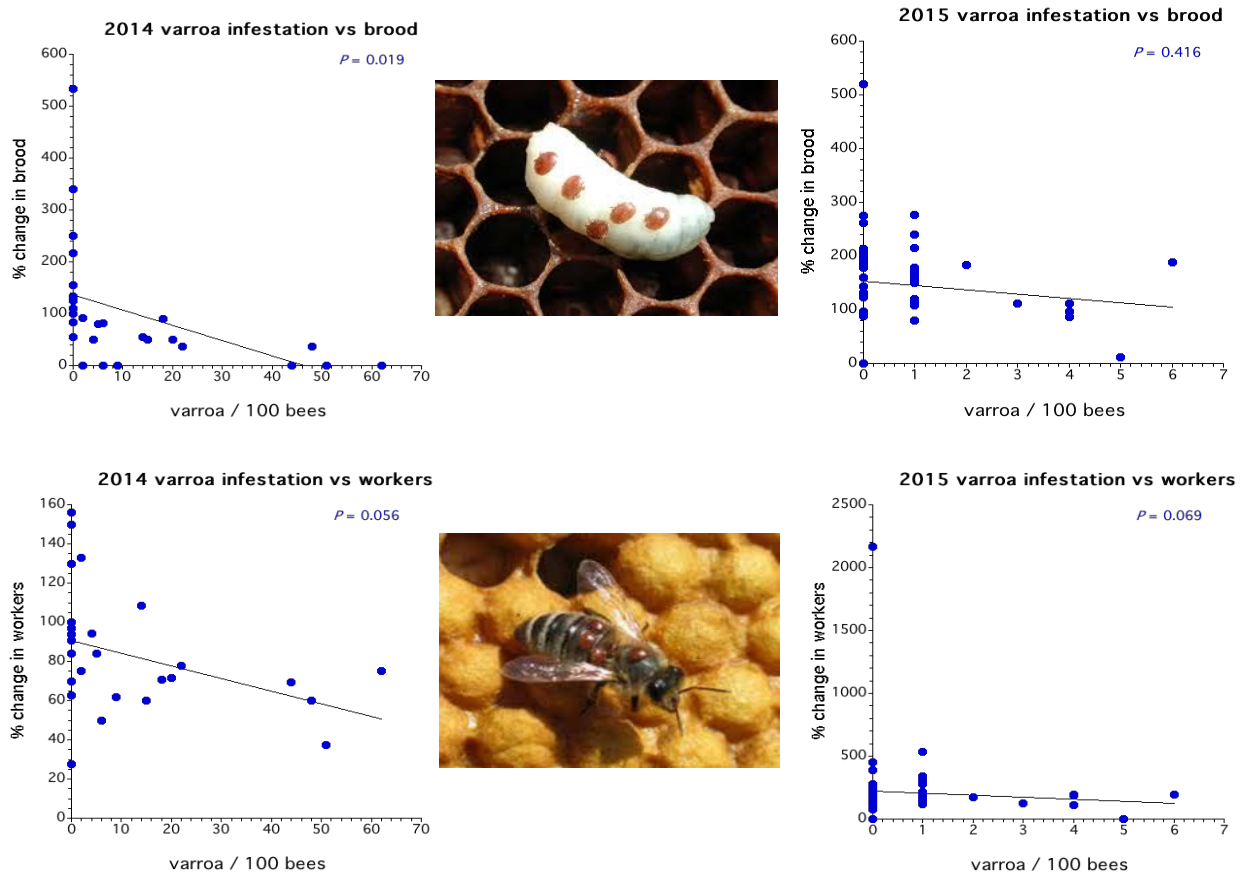 2014 varroa infestation vs brood
P = 0.019
% change in brood
600
500
400
300
200
100
0
0 10 20 30 40 50 60 70
varroa / 100 bees
2015 varroa infestation vs brood
P = 0.416
% change in brood
600
500
400
300
200
100
0
0 1 2 3 4 5 6 7
varroa / 100 bees
2014 varroa infestation vs workers
P = 0.056
% change in workers
160
140
120
100
80
60
40
20
0
0 10 20 30 40 50 60 70
varroa / 100 bees
2015 varroa infestation vs workers
P = 0.069
% change in workers
2500
2000
1500
1000
500
0
0 1 2 3 4 5 6 7
varroa / 100 bees